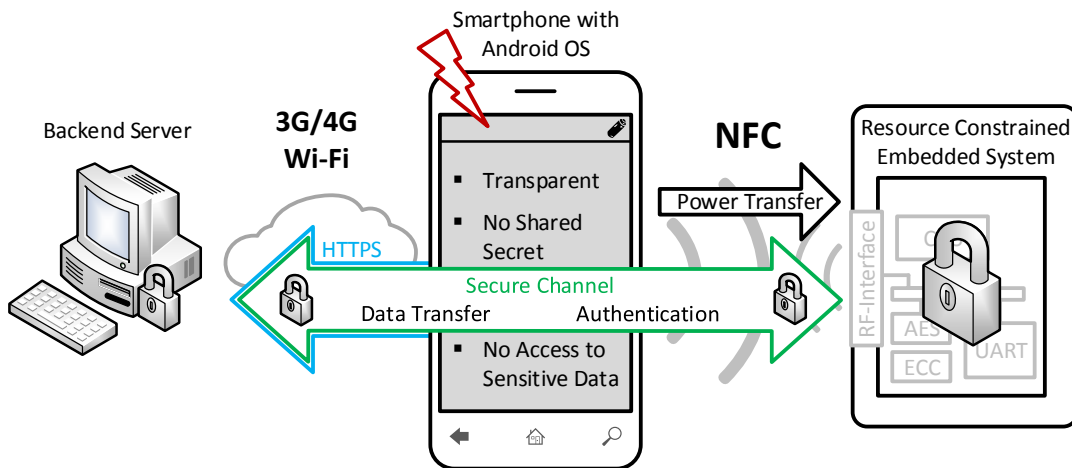 Smartphone with
Android OS
Backend Server
3G/4G
Wi-Fi
NFC
Resource Constrained
Embedded System
▪ Transparent
▪ No Shared
Secret
Power Transfer
HTTPS
Secure Channel
Data Transfer
Authentication
▪ No Access to
Sensitive Data
RF-Interface
AES
ECC
UART